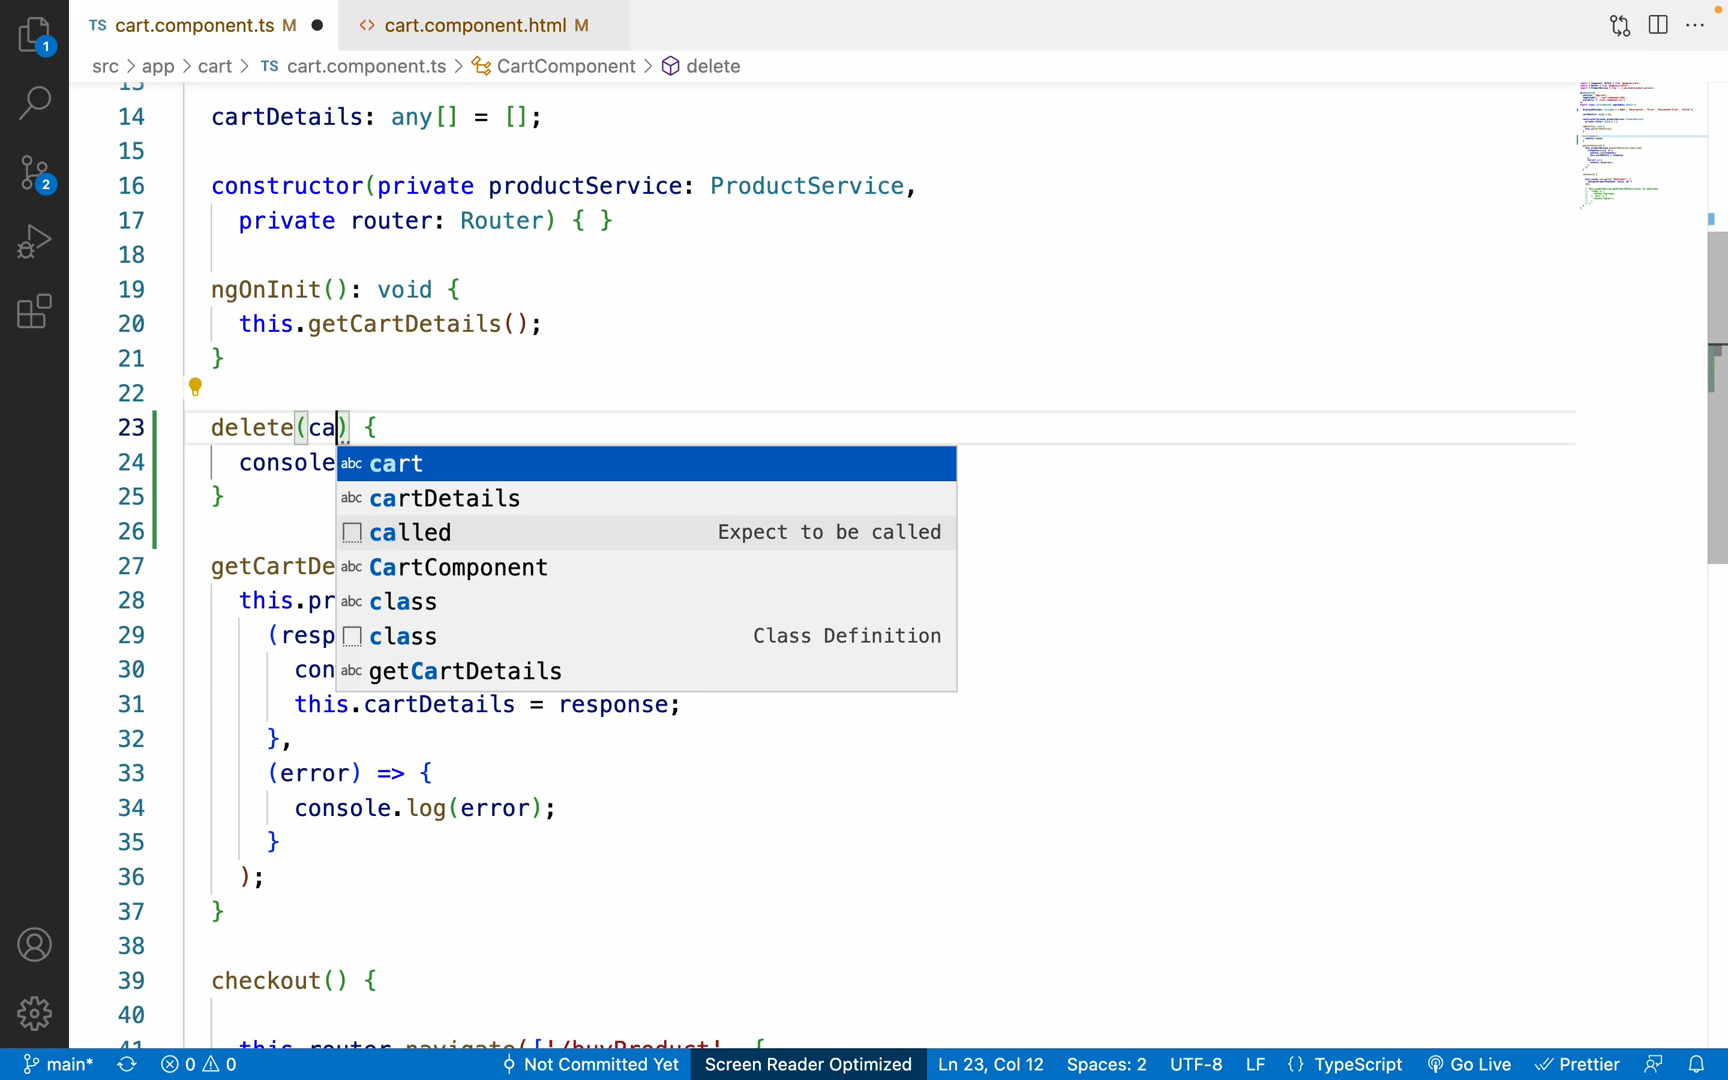 TS cart.component.ts M
<> cart.component.html M
src > app > cart > TS cart.component.ts > CartComponent > delete
1
2
13
14 cartDetails: any[] = [];
15
16 constructor(private productService: ProductService,
17 private router: Router) { }
18
19 ngOnInit(): void {
20 this.getCartDetails();
21 }
22
23 delete(ca) {
24 console
25 }
26
27 getCartDe
28 this.pr
29 (resp
30 con
31 this.cartDetails = response;
32 },
33 (error) => {
34 console.log(error);
35 }
36 );
37 }
38
39 checkout() {
40
41 this.router.navigate(['/buyProduct', {
abc cart
abc cartDetails
called Expect to be called
abc CartComponent
abc class
class Class Definition
abc getCartDetails
main* 0 0 Not Committed Yet Screen Reader Optimized Ln 23, Col 12 Spaces: 2 UTF-8 LF {} TypeScript Go Live Prettier